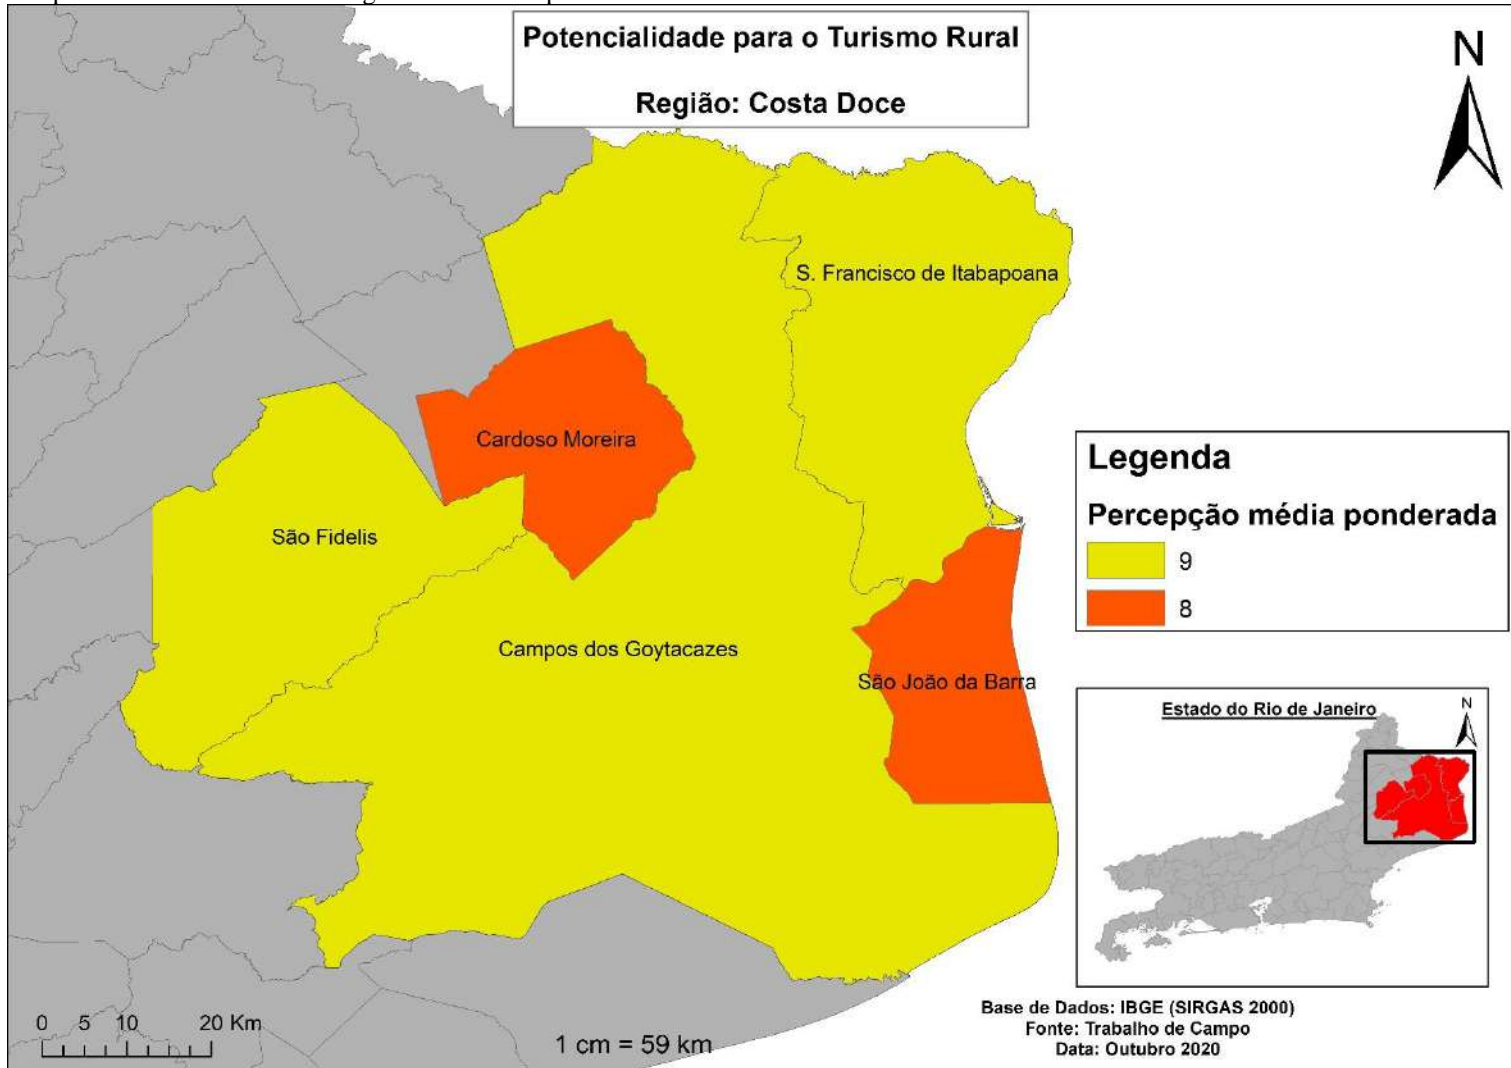 Potencialidade para o Turismo Rural
Região: Costa Doce
N
S. Francisco de Itabapoana
Cardoso Moreira
São Fidelis
Campos dos Goytacazes
São João da Barra
Legenda
Percepção média ponderada
9
8
Estado do Rio de Janeiro
N
0 5 10 20 Km
1 cm = 59 km
Base de Dados: IBGE (SIRGAS 2000)
Fonte: Trabalho de Campo
Data: Outubro 2020